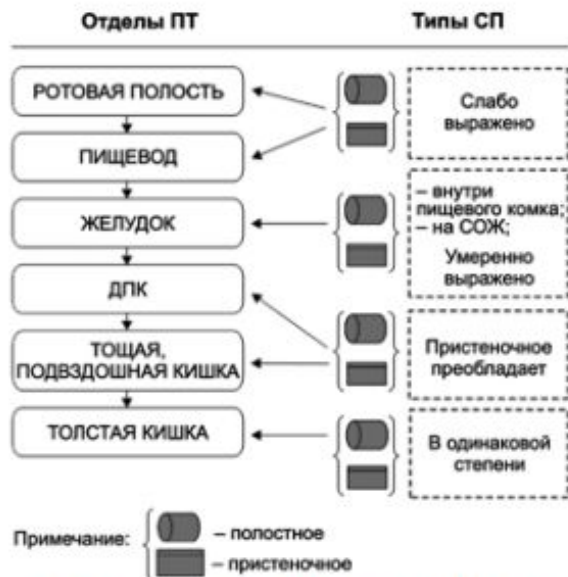 Отделы ПТ
Типы СП
РОТОВАЯ ПОЛОСТЬ
ПИЩЕВОД
ЖЕЛУДОК
ДПК
ТОЩАЯ,
ПОДВЗДОШНАЯ КИШКА
ТОЛСТАЯ КИШКА
Слабо
выражено
– внутри
пищевого комка;
– на СОЖ;
Умеренно
выражено
Пристеночное
преобладает
В одинаковой
степени
Примечание:
– полостное
– пристеночное